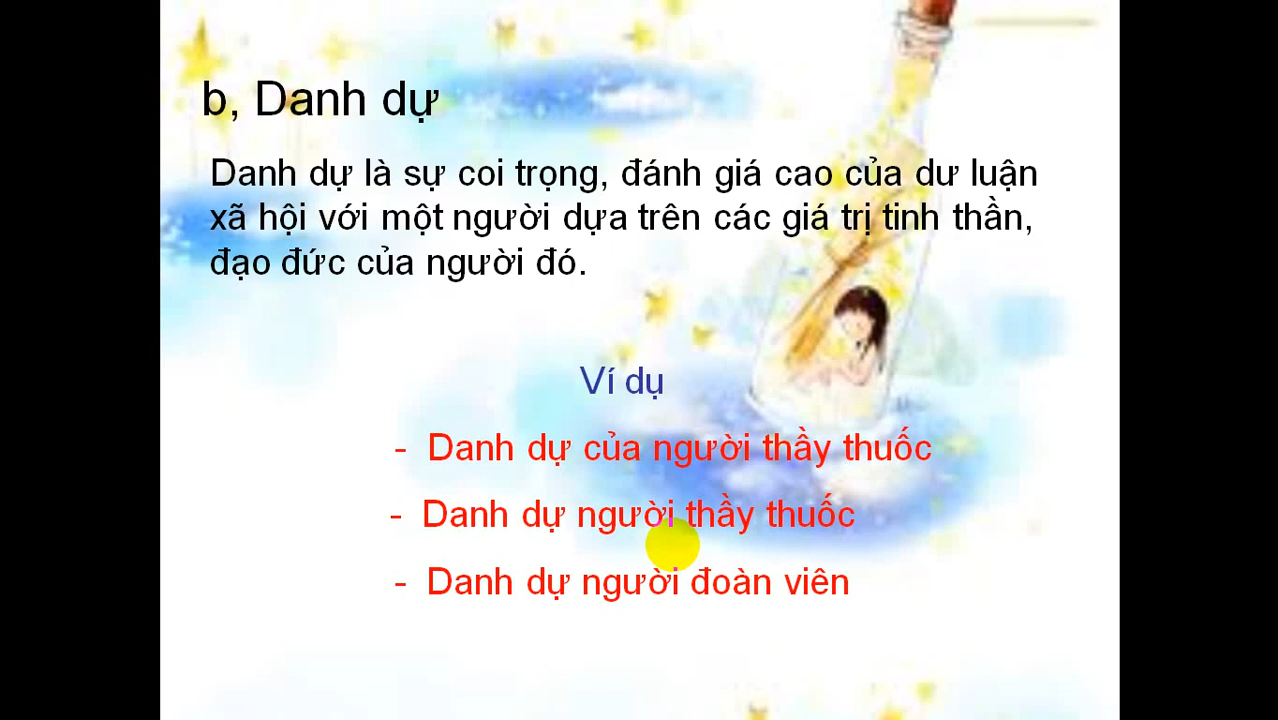 b, Danh dự
Danh dự là sự coi trọng, đánh giá cao của dư luận
xã hội với một người dựa trên các giá trị tinh thần,
đạo đức của người đó.
Ví dụ
- Danh dự của người thầy thuốc
- Danh dự người thầy thuốc
- Danh dự người đoàn viên